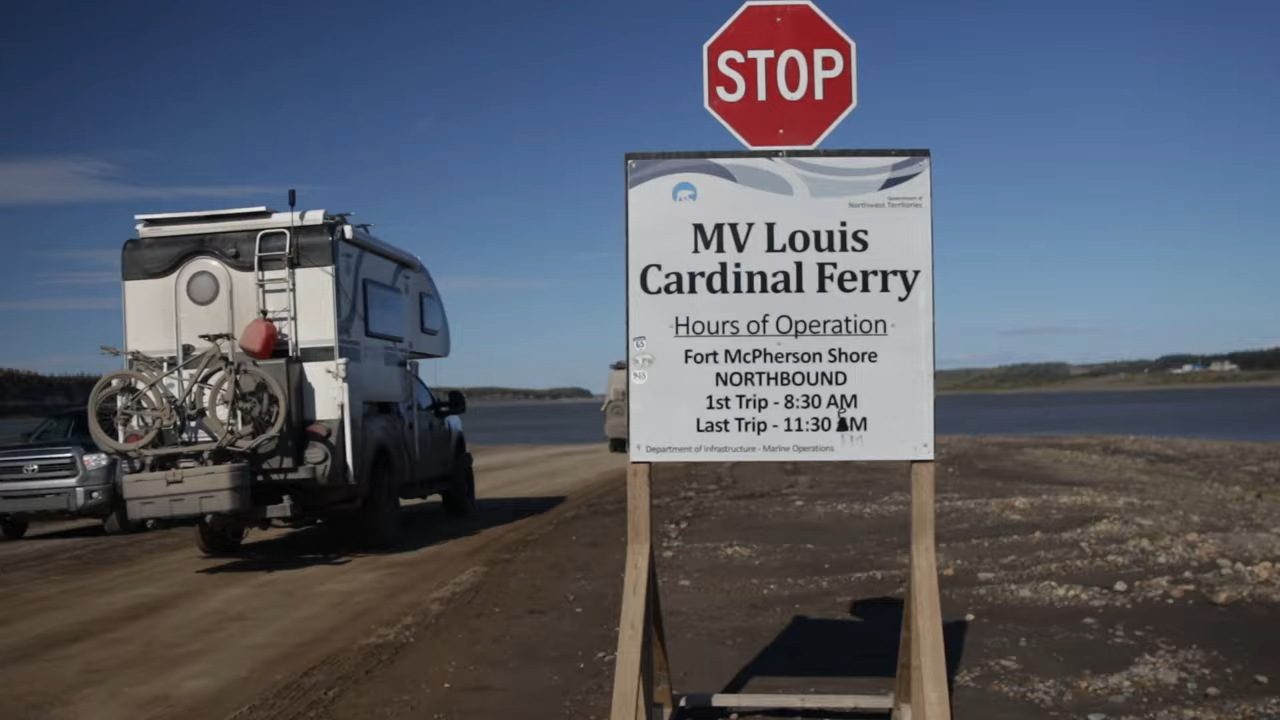 STOP
Government of
Northwest Territories
MV Louis
Cardinal Ferry
Hours of Operation
Fort McPherson Shore
NORTHBOUND
1st Trip - 8:30 AM
Last Trip - 11:30 AM
Department of Infrastructure - Marine Operations